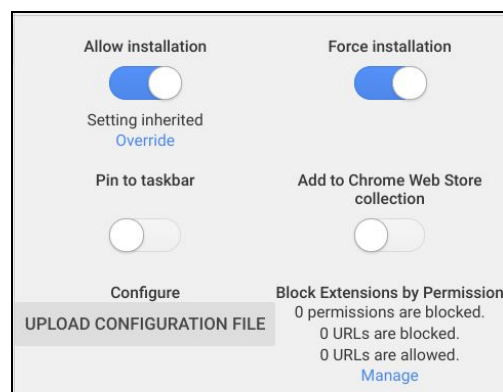 Allow installation
Force installation
Setting inherited
Override
Pin to taskbar
Add to Chrome Web Store
collection
Configure
UPLOAD CONFIGURATION FILE
Block Extensions by Permission
0 permissions are blocked.
0 URLs are blocked.
0 URLs are allowed.
Manage